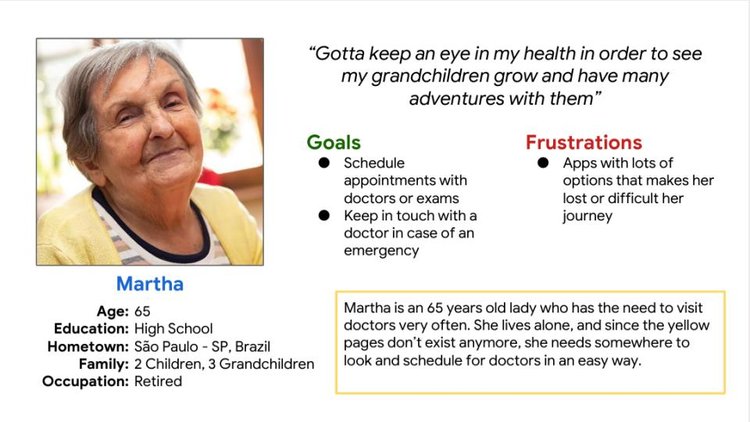 “Gotta keep an eye in my health in order to see
my grandchildren grow and have many
adventures with them”
Goals
● Schedule
appointments with
doctors or exams
● Keep in touch with a
doctor in case of an
emergency
Frustrations
● Apps with lots of
options that makes her
lost or difficult her
journey
Martha
Age: 65
Education: High School
Hometown: São Paulo - SP, Brazil
Family: 2 Children, 3 Grandchildren
Occupation: Retired
Martha is an 65 years old lady who has the need to visit
doctors very often. She lives alone, and since the yellow
pages don’t exist anymore, she needs somewhere to
look and schedule for doctors in an easy way.